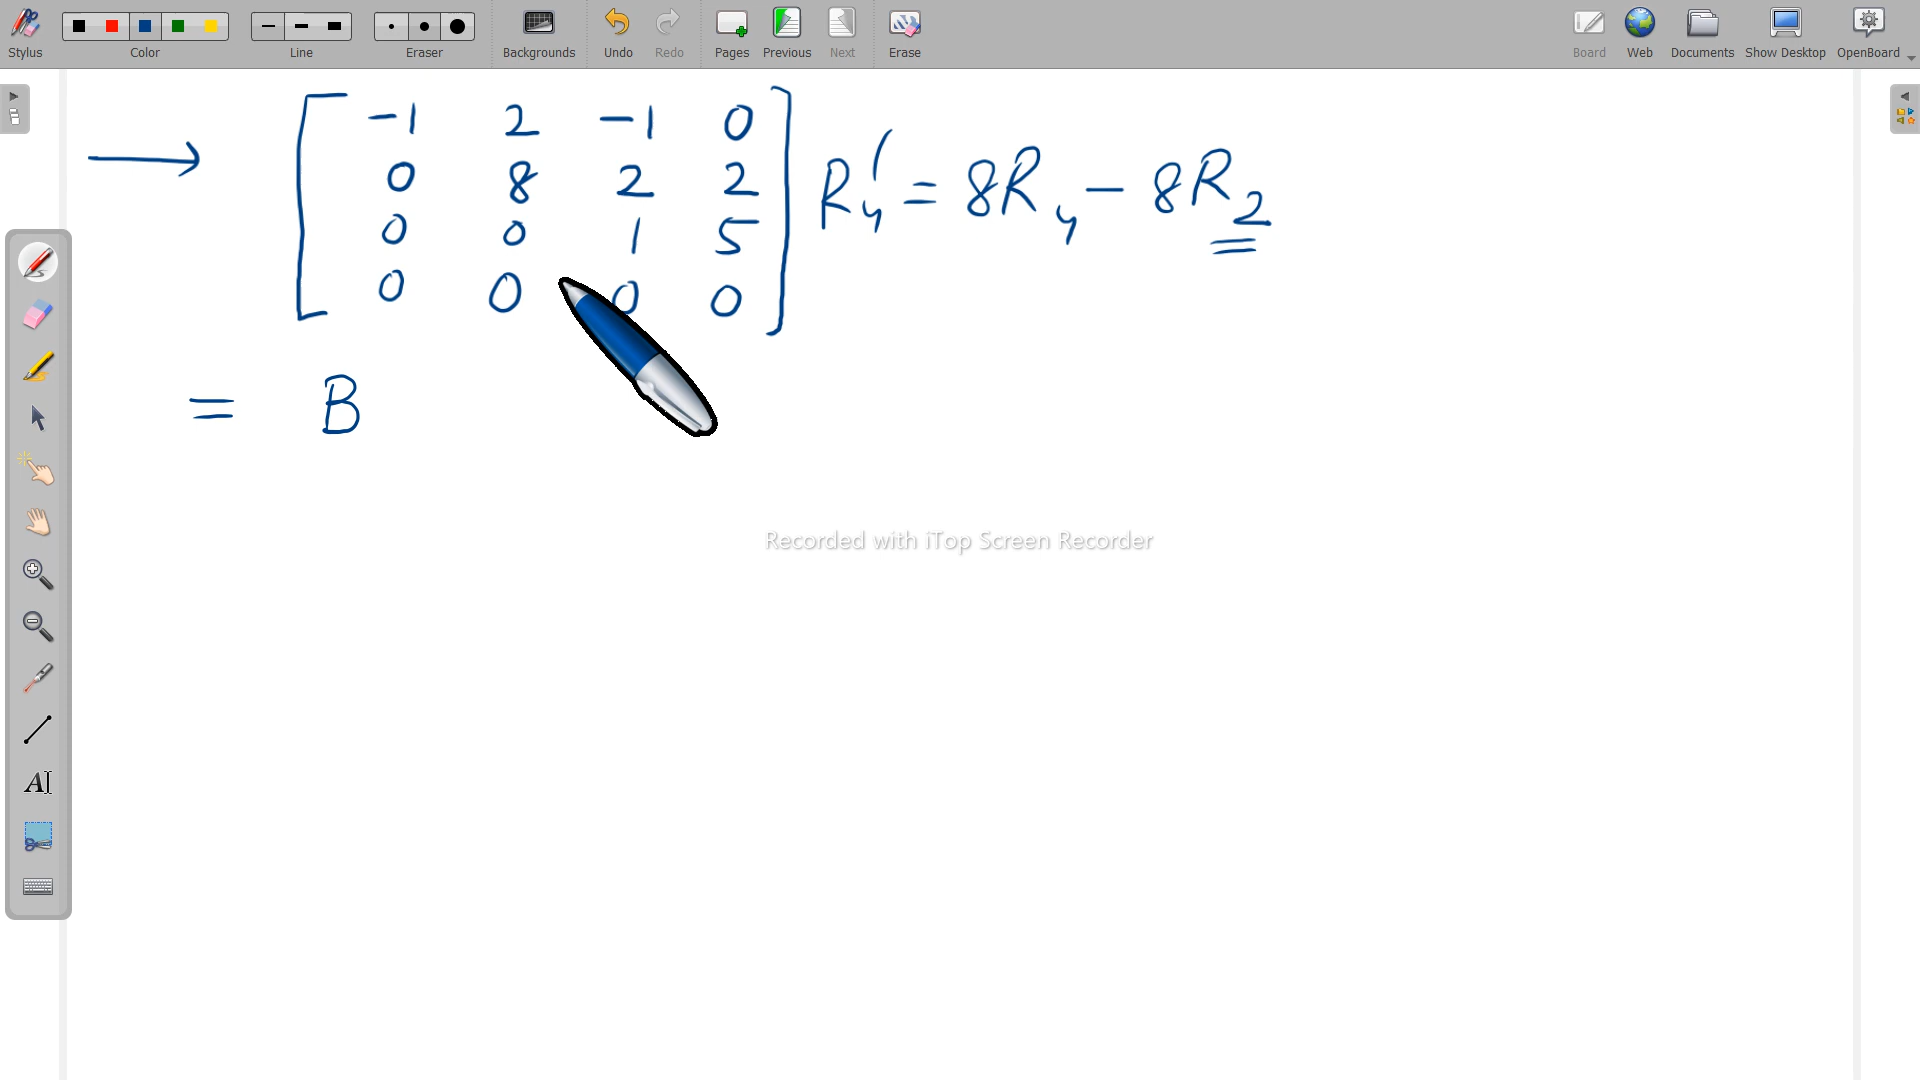 Stylus Color Line Eraser Backgrounds Undo Redo Pages Previous Next Erase Board Web Documents Show Desktop OpenBoard
-1 2 -1 0
0 8 2 2 R₄′ = 8R₄ - 8R₂
0 0 1 5
0 0 0 0
= B
Recorded with iTop Screen Recorder
AI